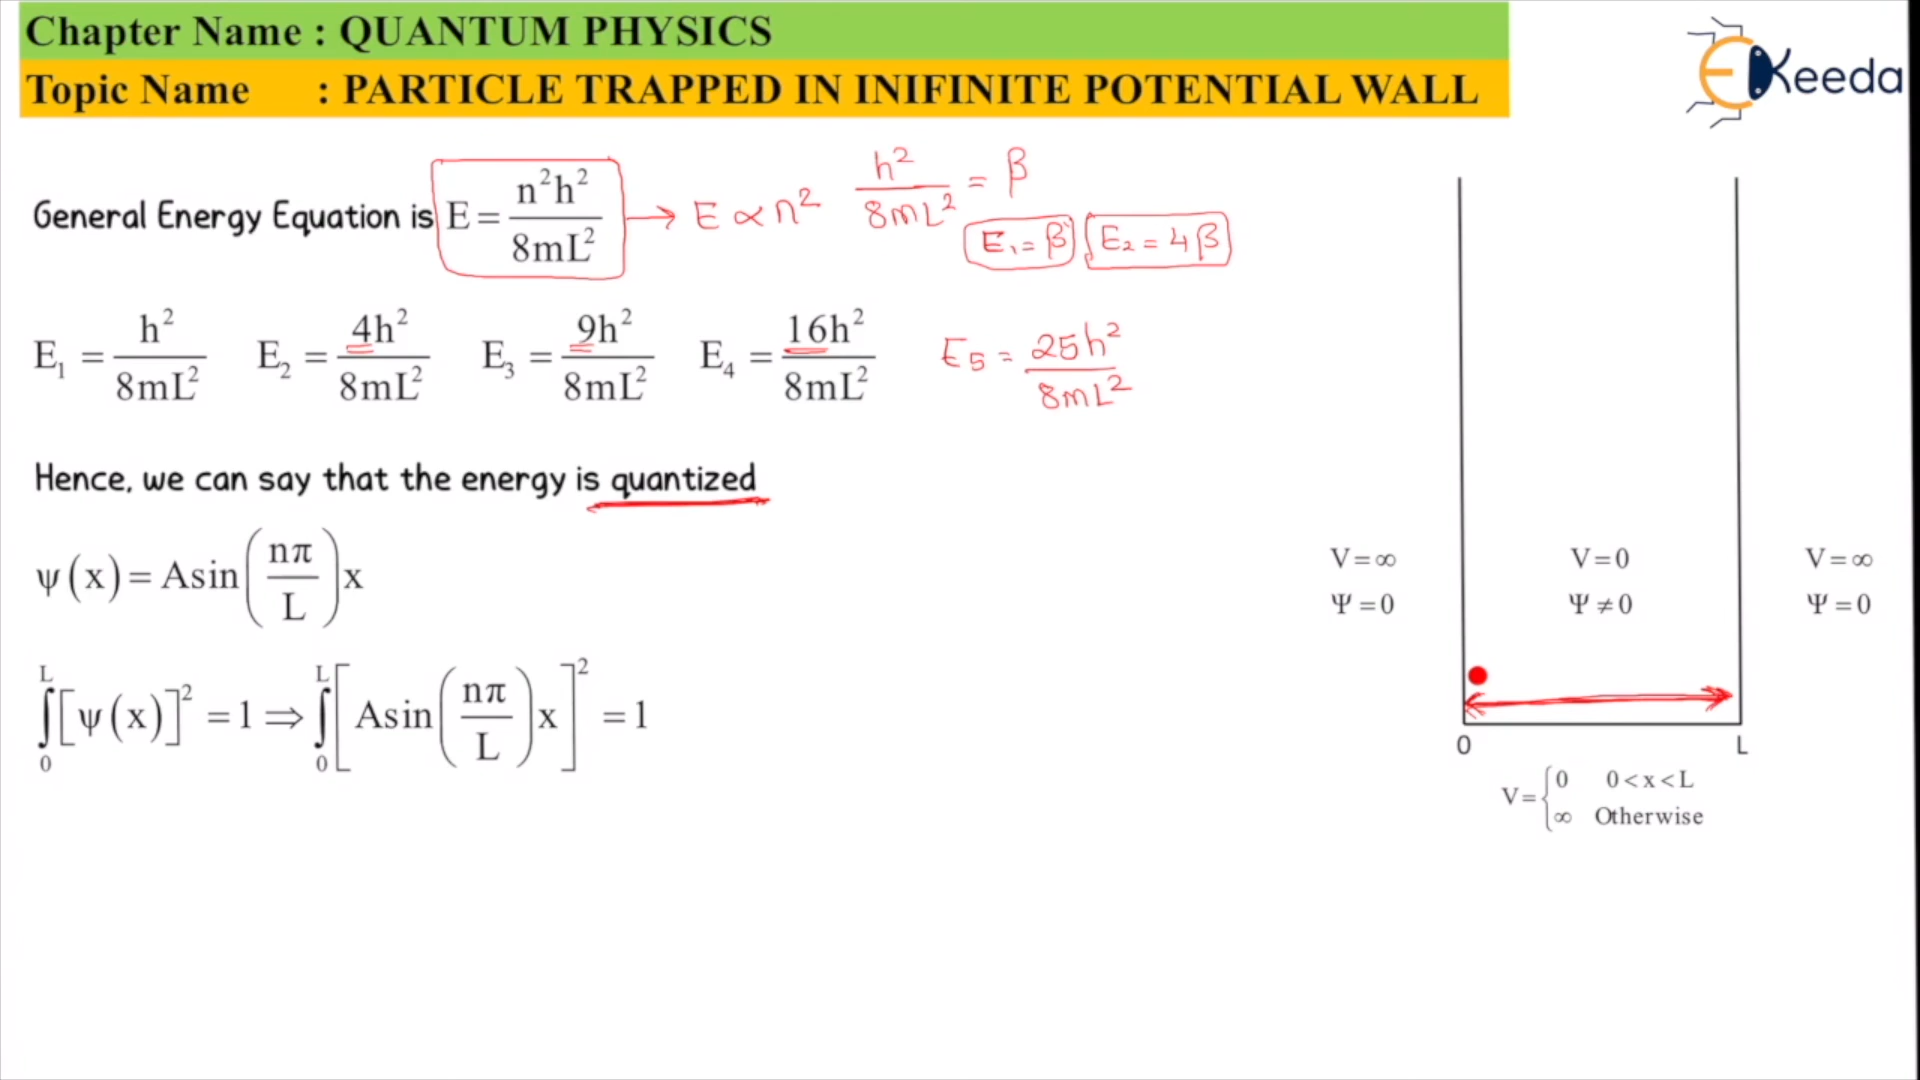 Chapter Name : QUANTUM PHYSICS
Topic Name : PARTICLE TRAPPED IN INIFINITE POTENTIAL WALL
EKeeda
General Energy Equation is E = n²h² / 8mL² → E ∝ n² h² / 8mL² = β
E₁ = β E₂ = 4β
E₁ = h² / 8mL² E₂ = 4h² / 8mL² E₃ = 9h² / 8mL² E₄ = 16h² / 8mL² E₅ = 25h² / 8mL²
Hence, we can say that the energy is quantized
ψ(x) = Asin(nπ / L)x
∫₀ᴸ [ψ(x)]² = 1 ⇒ ∫₀ᴸ [Asin(nπ / L)x]² = 1
V = ∞ V = 0 V = ∞
Ψ = 0 Ψ ≠ 0 Ψ = 0
0 L
V = { 0 0 < x < L
∞ Otherwise